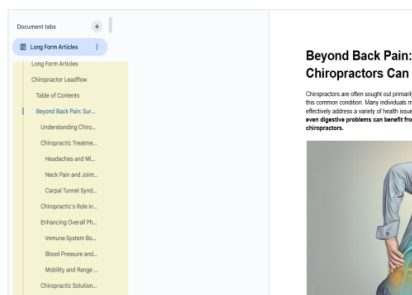 Document tabs
Long Form Articles
Long Form Articles
Chiropractor Leadflow
Table of Contents
Beyond Back Pain: Sur...
Understanding Chiro...
Chiropractic Treatme...
Headaches and Mi...
Neck Pain and Joint...
Carpal Tunnel Synd...
Chiropractic's Role in...
Enhancing Overall Ph...
Immune System Bo...
Blood Pressure and...
Mobility and Range ...
Chiropractic Solution...
Beyond Back Pain:
Chiropractors Can
Chiropractors are often sought out primarily
this common condition. Many individuals m
effectively address a variety of health issue
even digestive problems can benefit fro
chiropractors.